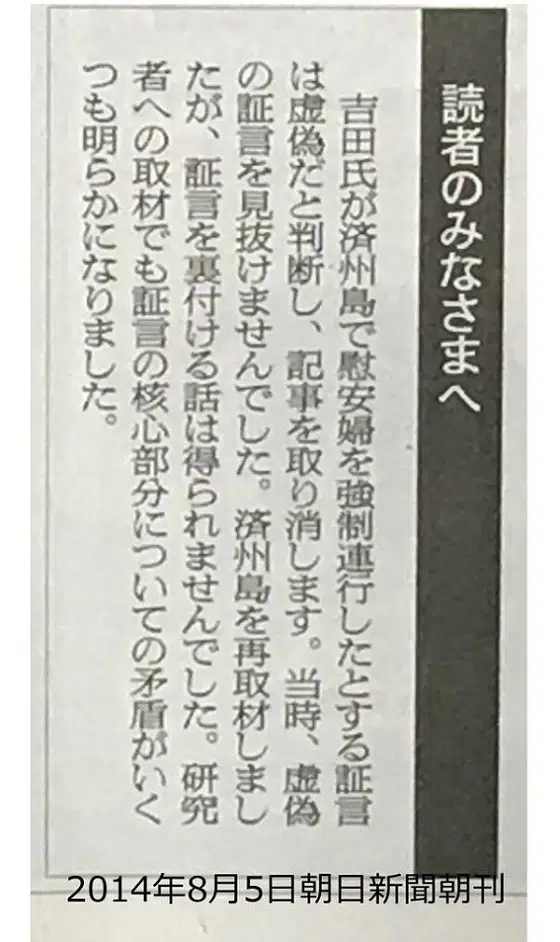 読者のみなさまへ
吉田氏が済州島で慰安婦を強制連行したとする証言
は虚偽だと判断し、記事を取り消します。当時、虚偽
の証言を見抜けませんでした。済州島を再取材しまし
たが、証言を裏付ける話は得られませんでした。研究
者への取材でも証言の核心部分についての矛盾がいく
つも明らかになりました。
2014年8月5日朝日新聞朝刊